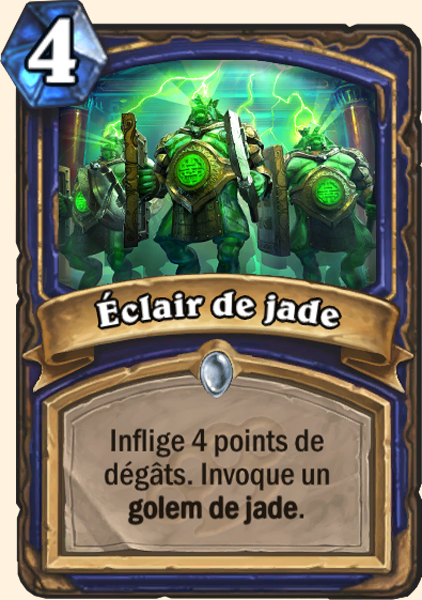 4
Éclair de jade
Inflige 4 points de
dégâts. Invoque un
golem de jade.